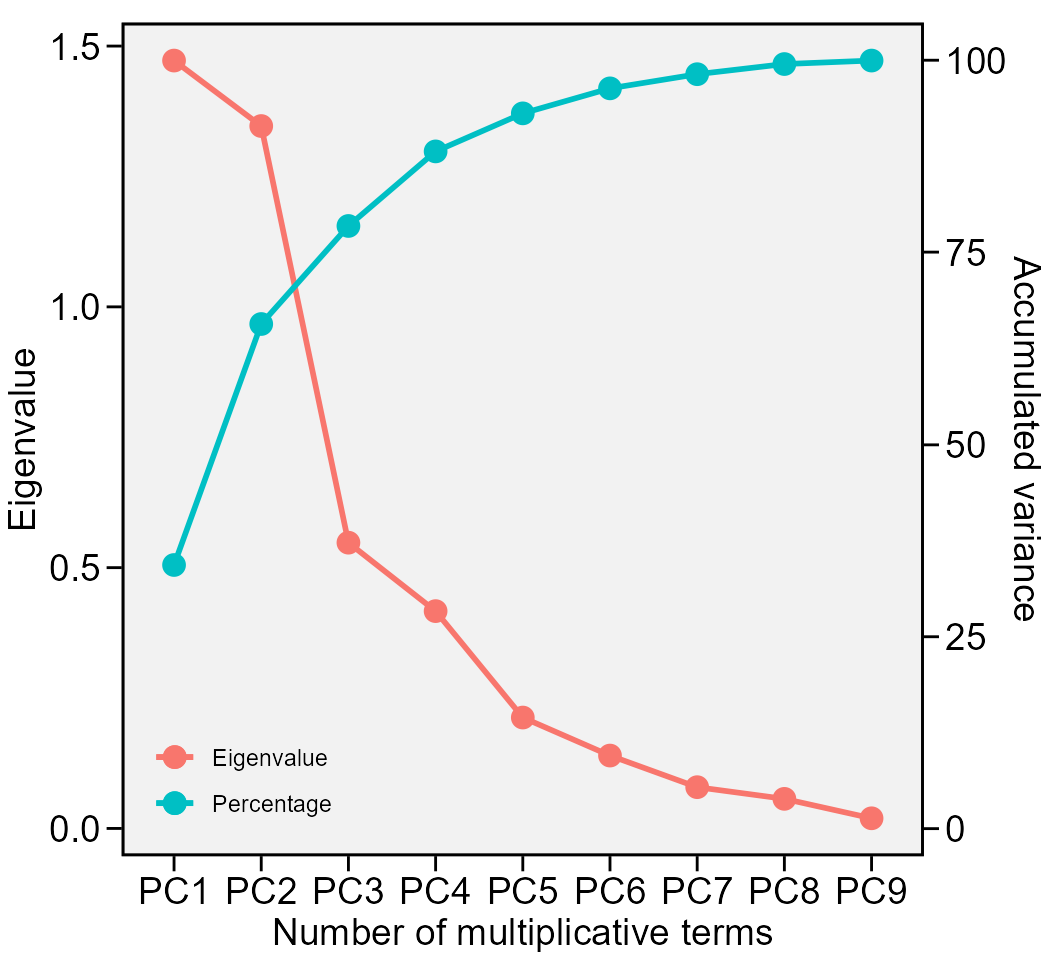 Eigenvalue
1.5
1.0
0.5
0.0
Eigenvalue
Percentage
100
75
50
25
0
Accumulated variance
PC1 PC2 PC3 PC4 PC5 PC6 PC7 PC8 PC9
Number of multiplicative terms